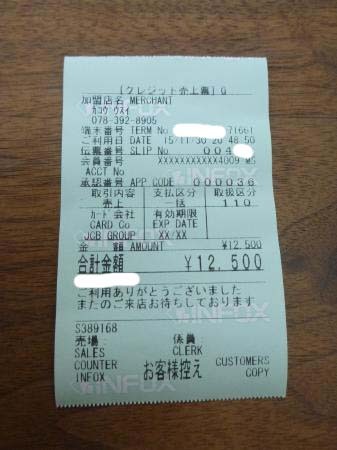 [クレジット売上票] Q
加盟店名 MERCHANT
カコウ ウスイ
078-392-8905
端末番号 TERM No 71661
ご利用日 DATE 15/11/30 20:48:50
伝票番号 SLIP No 004
会員番号 XXXXXXXXXXXX4009 MS
ACCT No
承認番号 APP CODE 000036
取引内容 支払区分 取扱区分
売上 一括 110
カード会社 有効期限
CARD Co EXP DATE
JCB GROUP XX/XX
金 額 AMOUNT ¥12,500
合計金額 ¥12,500
ご利用ありがとうございました
またのご来店お待ちしております
S389168
売場 係員
SALES CLERK
COUNTER お客様控え CUSTOMERS
INFOX COPY
INFOX